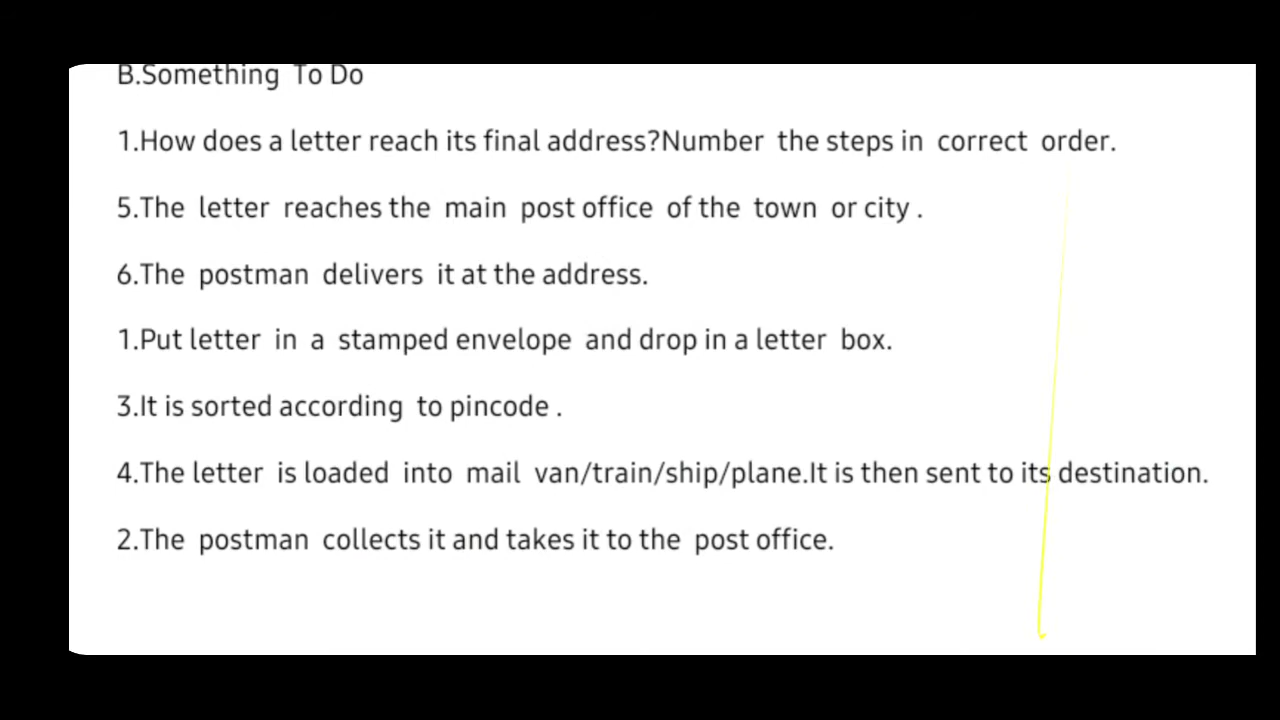 B.Something To Do
1.How does a letter reach its final address?Number the steps in correct order.
5.The letter reaches the main post office of the town or city .
6.The postman delivers it at the address.
1.Put letter in a stamped envelope and drop in a letter box.
3.It is sorted according to pincode .
4.The letter is loaded into mail van/train/ship/plane.It is then sent to its destination.
2.The postman collects it and takes it to the post office.